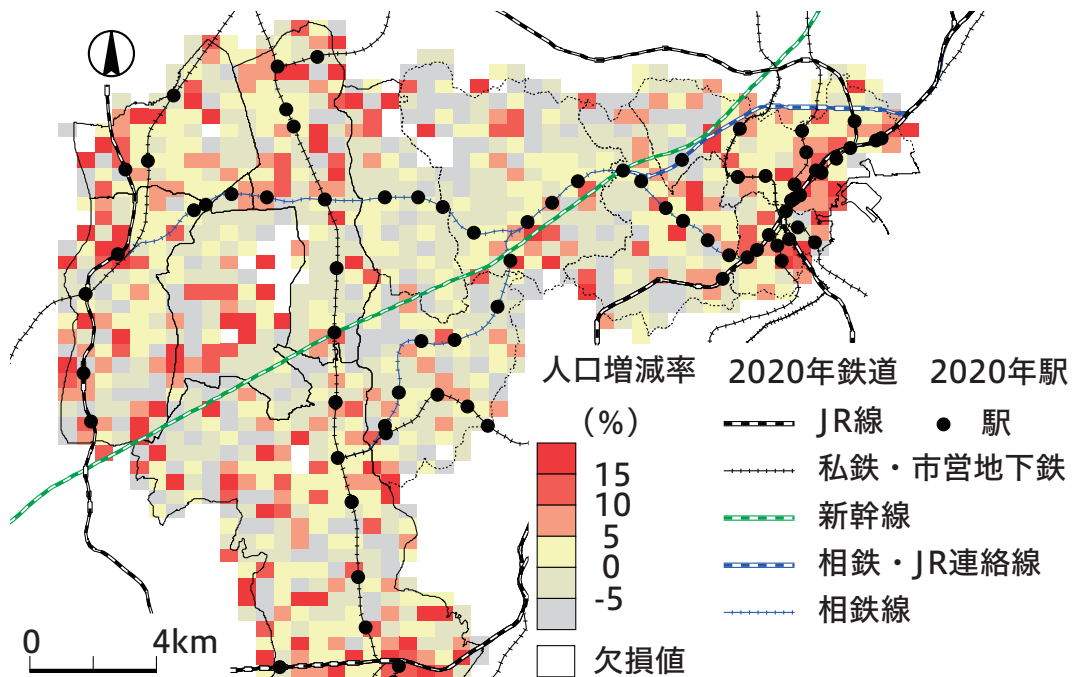 人口増減率
(%)
15
10
5
0
-5
欠損値
2020年鉄道
JR線
私鉄・市営地下鉄
新幹線
相鉄・JR連絡線
相鉄線
2020年駅
駅
0 4km